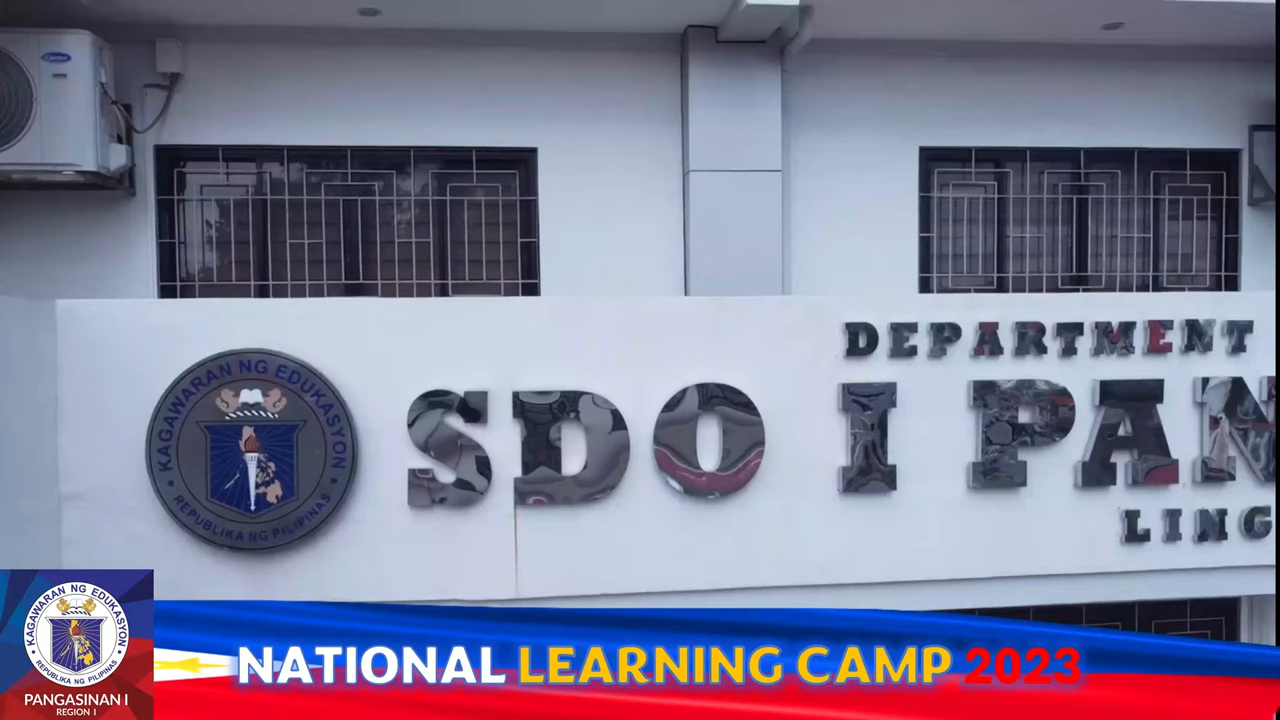 Carrier
DEPARTMENT
KAGAWARAN NG EDUKASYON
REPUBLIKA NG PILIPINAS
SDO I PAN
LING
KAGAWARAN NG EDUKASYON
REPUBLIKA NG PILIPINAS
PANGASINAN I
REGION I
NATIONAL LEARNING CAMP 2023